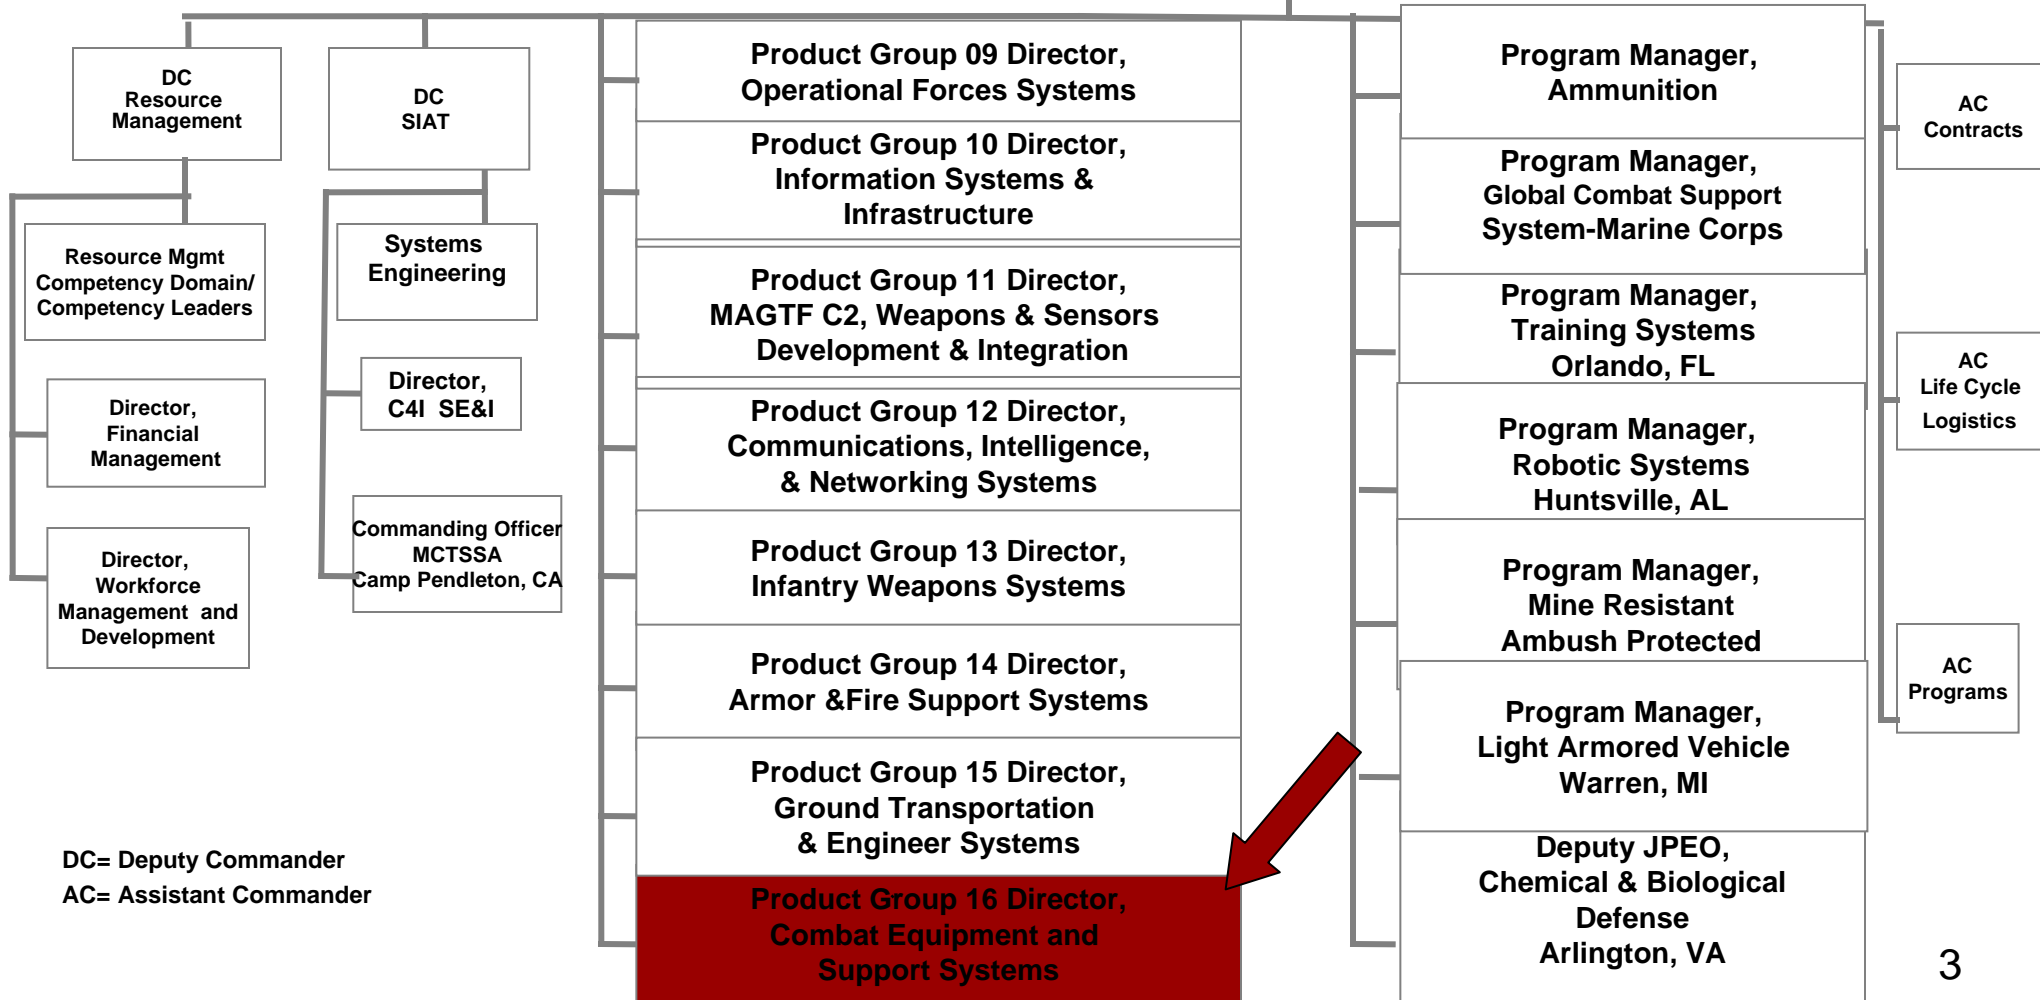 DC
Resource
Management
DC
SIAT
Resource Mgmt
Competency Domain/
Competency Leaders
Systems
Engineering
Director,
Financial
Management
Director,
C4I SE&I
Director,
Workforce
Management and
Development
Commanding Officer
MCTSSA
Camp Pendleton, CA
DC= Deputy Commander
AC= Assistant Commander
Product Group 09 Director,
Operational Forces Systems
Product Group 10 Director,
Information Systems &
Infrastructure
Product Group 11 Director,
MAGTF C2, Weapons & Sensors
Development & Integration
Product Group 12 Director,
Communications, Intelligence,
& Networking Systems
Product Group 13 Director,
Infantry Weapons Systems
Product Group 14 Director,
Armor &Fire Support Systems
Product Group 15 Director,
Ground Transportation
& Engineer Systems
Product Group 16 Director,
Combat Equipment and
Support Systems
Program Manager,
Ammunition
Program Manager,
Global Combat Support
System-Marine Corps
Program Manager,
Training Systems
Orlando, FL
Program Manager,
Robotic Systems
Huntsville, AL
Program Manager,
Mine Resistant
Ambush Protected
Program Manager,
Light Armored Vehicle
Warren, MI
Deputy JPEO,
Chemical & Biological
Defense
Arlington, VA
AC
Contracts
AC
Life Cycle
Logistics
AC
Programs
3